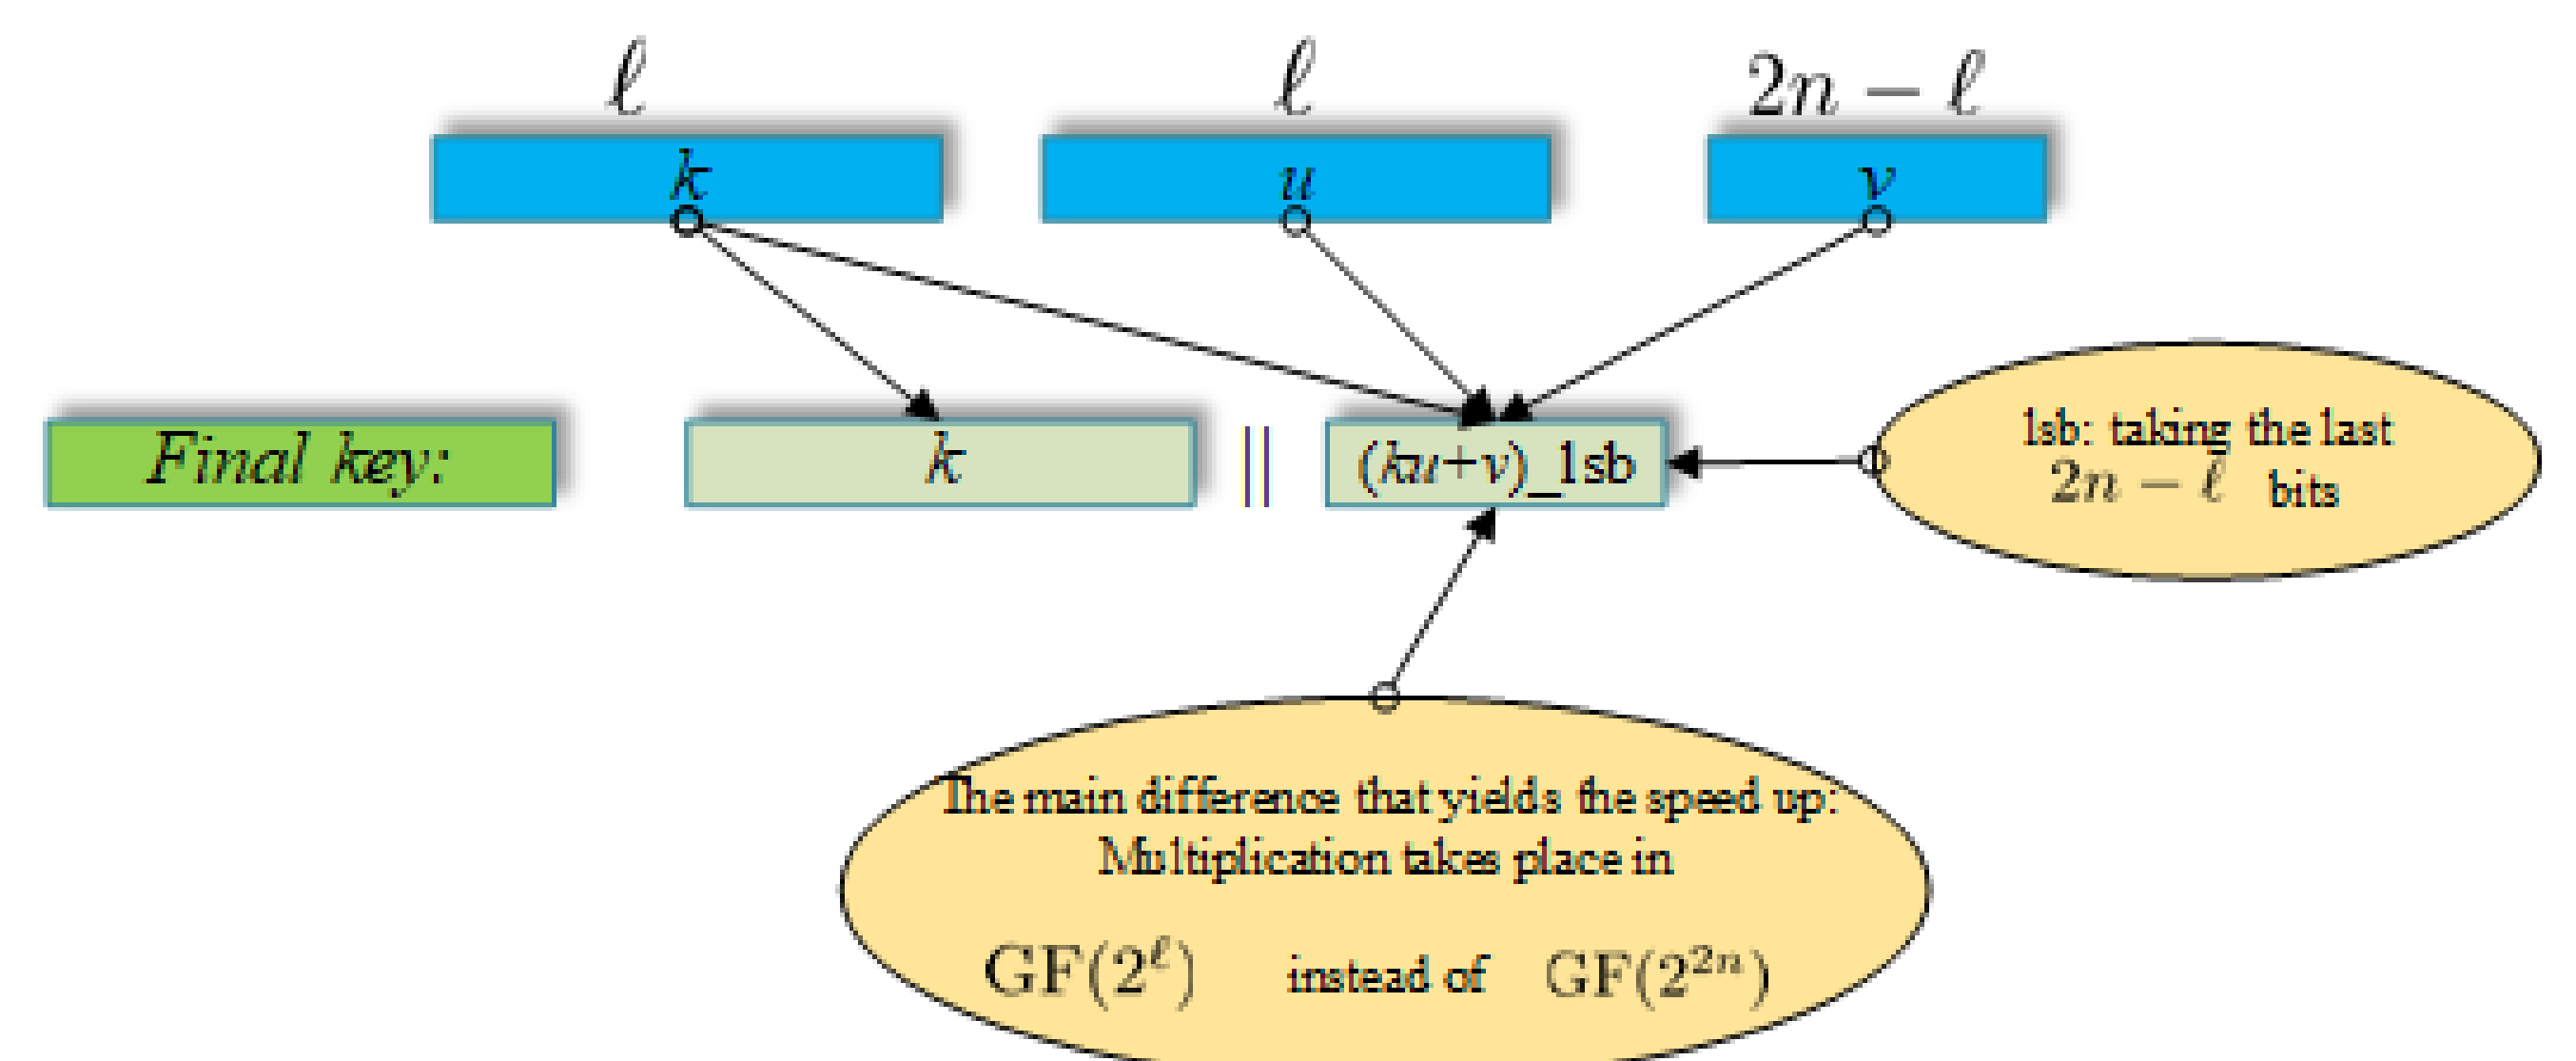 ℓ ℓ 2n − ℓ
k u v
Final key: k || (ku+v)_lsb
lsb: taking the last
2n − ℓ bits
The main difference that yields the speed up:
Multiplication takes place in
GF(2^ℓ) instead of GF(2^{2n})